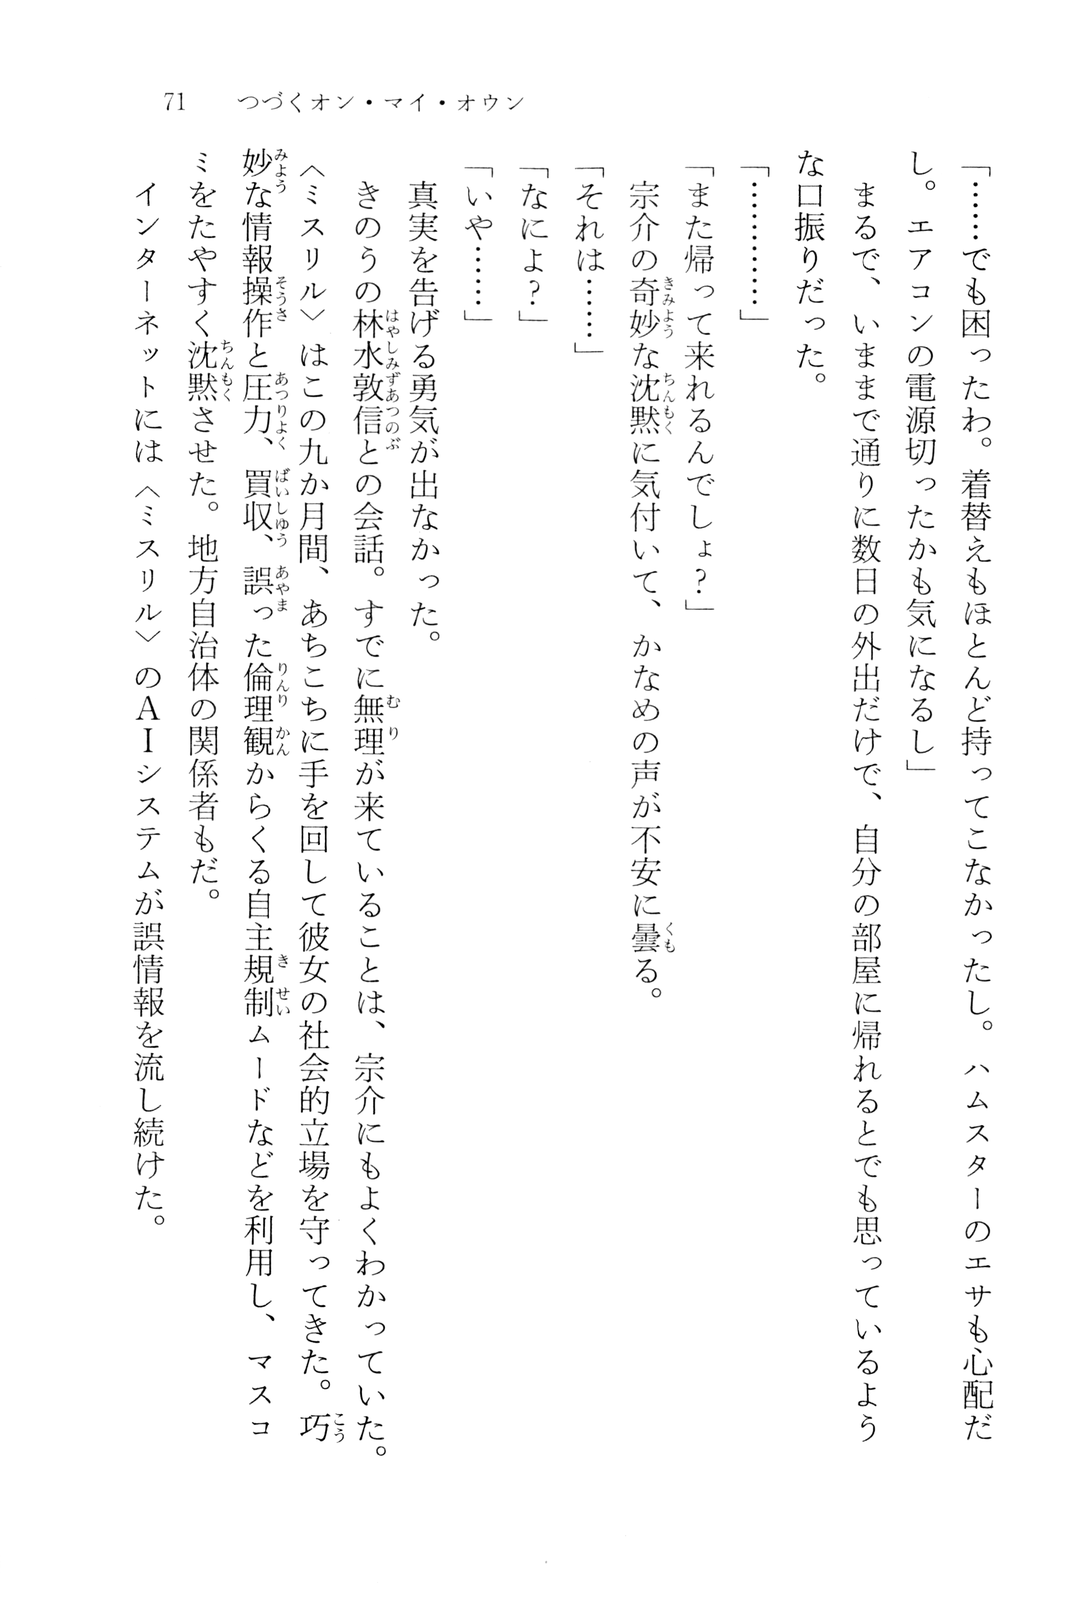 71　つづくオン・マイ・オウン
「……でも困ったわ。着替えもほとんど持ってこなかったし。ハムスターのエサも心配だ
し。エアコンの電源切ったかも気になるし」
まるで、いままで通りに数日の外出だけで、自分の部屋に帰れるとでも思っているよう
な口振りだった。
「…………」
「また帰って来れるんでしょ？」
宗介の奇妙な沈黙に気付いて、かなめの声が不安に曇る。
「それは……」
「なによ？」
「いや……」
真実を告げる勇気が出なかった。
きのうの林水敦信との会話。すでに無理が来ていることは、宗介にもよくわかっていた。
〈ミスリル〉はこの九か月間、あちこちに手を回して彼女の社会的立場を守ってきた。巧
妙な情報操作と圧力、買収、誤った倫理観からくる自主規制ムードなどを利用し、マスコ
ミをたやすく沈黙させた。地方自治体の関係者もだ。
インターネットには〈ミスリル〉のＡＩシステムが誤情報を流し続けた。